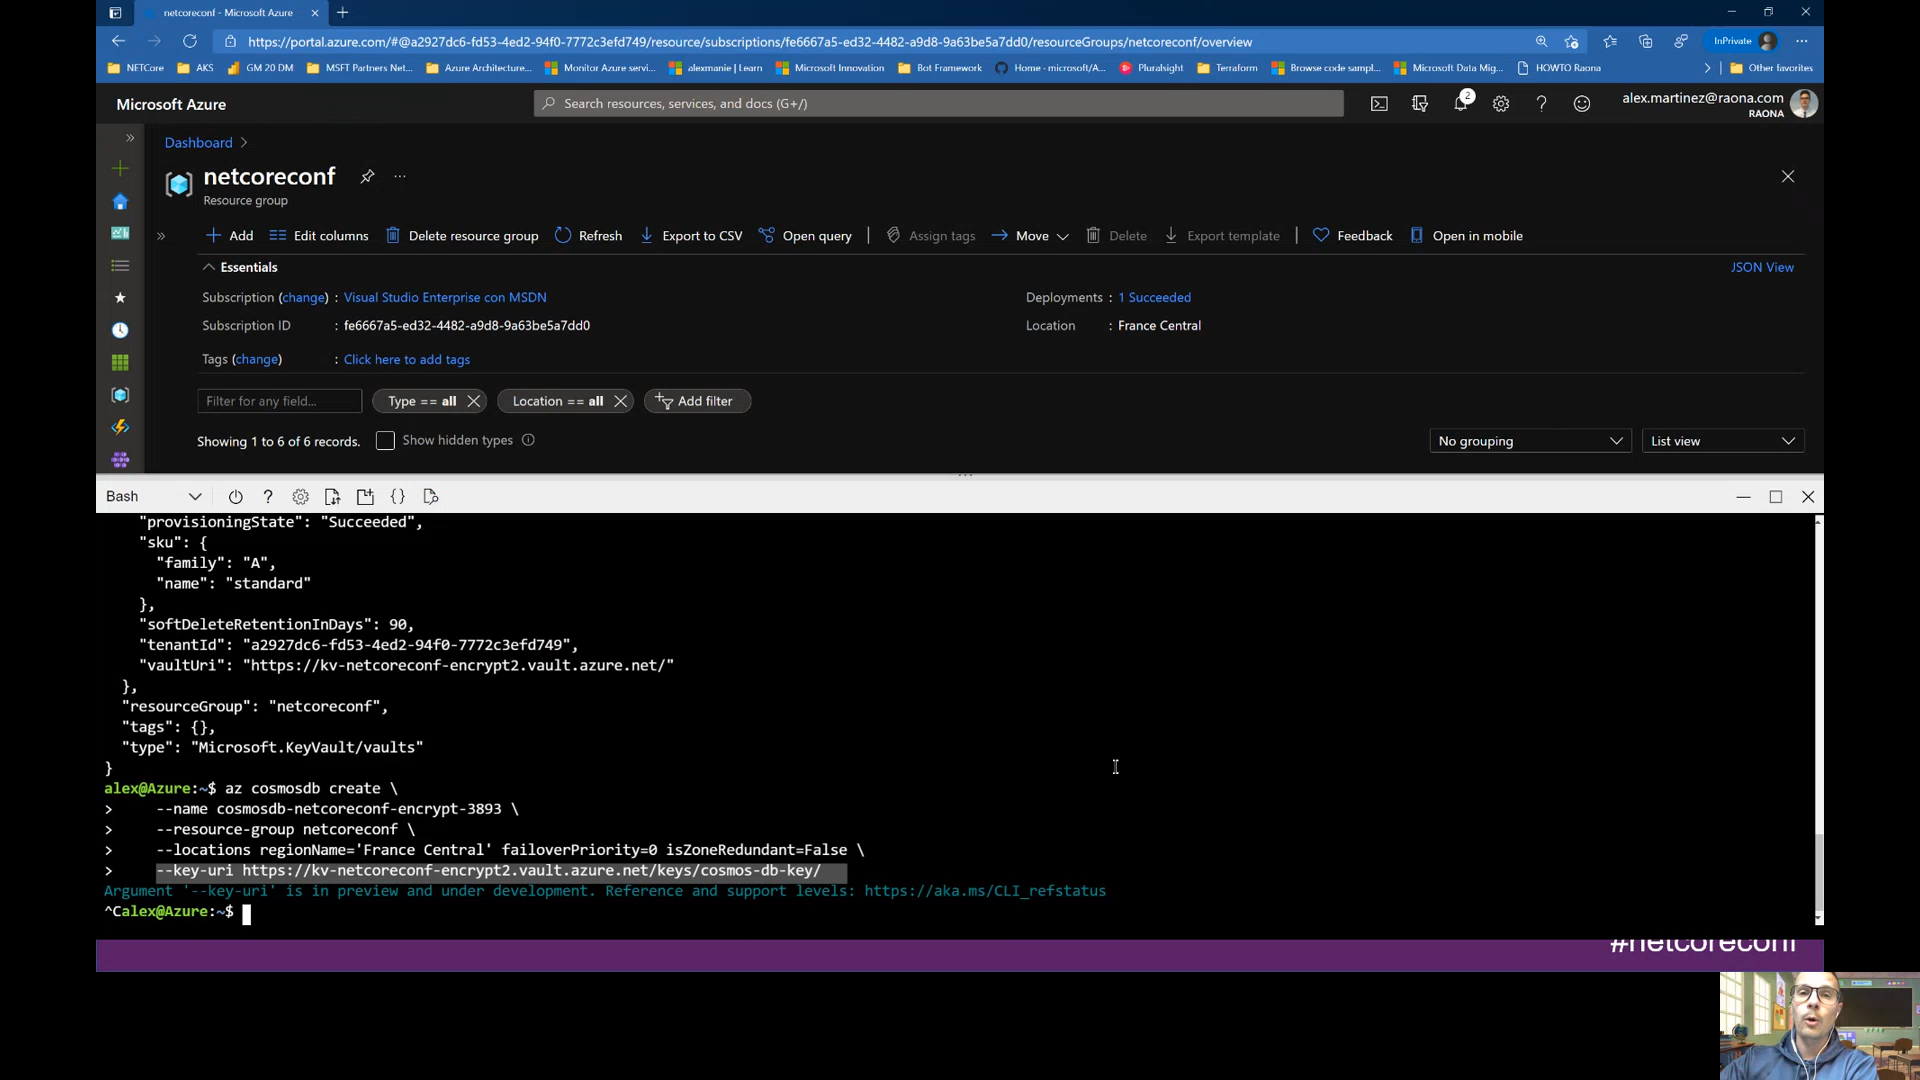 netcoreconf - Microsoft Azure
https://portal.azure.com/#@a2927dc6-fd53-4ed2-94f0-7772c3efd749/resource/subscriptions/fe6667a5-ed32-4482-a9d8-9a63be5a7dd0/resourceGroups/netcoreconf/overview
InPrivate
NETCore
AKS
GM 20 DM
MSFT Partners Net...
Azure Architecture...
Monitor Azure servi...
alexmanie | Learn
Microsoft Innovation
Bot Framework
Home - microsoft/A...
Pluralsight
Terraform
Browse code sampl...
Microsoft Data Mig...
HOWTO Raona
Other favorites
Microsoft Azure
Search resources, services, and docs (G+/)
2
alex.martinez@raona.com
RAONA
Dashboard >
netcoreconf
Resource group
Add
Edit columns
Delete resource group
Refresh
Export to CSV
Open query
Assign tags
Move
Delete
Export template
Feedback
Open in mobile
Essentials
JSON View
Subscription (change) : Visual Studio Enterprise con MSDN
Deployments : 1 Succeeded
Subscription ID : fe6667a5-ed32-4482-a9d8-9a63be5a7dd0
Location : France Central
Tags (change) : Click here to add tags
Filter for any field...
Type == all
Location == all
Add filter
Showing 1 to 6 of 6 records.
Show hidden types
No grouping
List view
Bash
"provisioningState": "Succeeded",
"sku": {
"family": "A",
"name": "standard"
},
"softDeleteRetentionInDays": 90,
"tenantId": "a2927dc6-fd53-4ed2-94f0-7772c3efd749",
"vaultUri": "https://kv-netcoreconf-encrypt2.vault.azure.net/"
},
"resourceGroup": "netcoreconf",
"tags": {},
"type": "Microsoft.KeyVault/vaults"
}
alex@Azure:~$ az cosmosdb create \
> --name cosmosdb-netcoreconf-encrypt-3893 \
> --resource-group netcoreconf \
> --locations regionName='France Central' failoverPriority=0 isZoneRedundant=False \
> --key-uri https://kv-netcoreconf-encrypt2.vault.azure.net/keys/cosmos-db-key/
Argument '--key-uri' is in preview and under development. Reference and support levels: https://aka.ms/CLI_refstatus
^Calex@Azure:~$
#netcoreconf